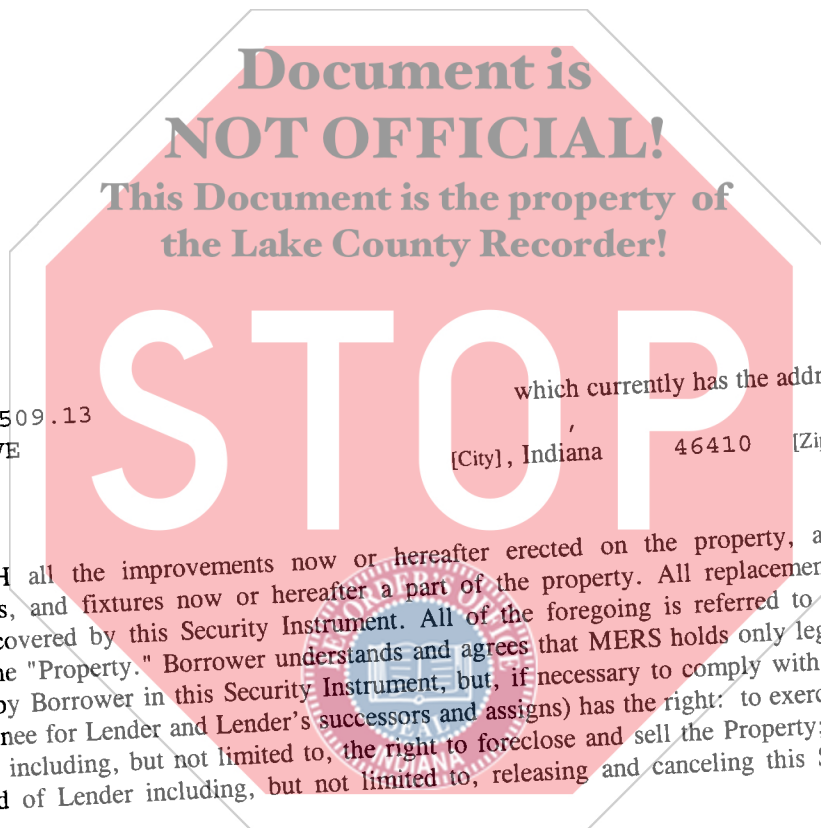 Document is
NOT OFFICIAL!
This Document is the property of
the Lake County Recorder!
STOP
which currently has the addr
509.13
VE
,
[City], Indiana 46410 [Zi
H all the improvements now or hereafter erected on the property, a
s, and fixtures now or hereafter a part of the property. All replacemen
covered by this Security Instrument. All of the foregoing is referred to
he "Property." Borrower understands and agrees that MERS holds only leg
by Borrower in this Security Instrument, but, if necessary to comply with
nee for Lender and Lender's successors and assigns) has the right: to exerc
including, but not limited to, the right to foreclose and sell the Property;
d of Lender including, but not limited to, releasing and canceling this S
RECORDERS OFFICE
SEAL
INDIANA